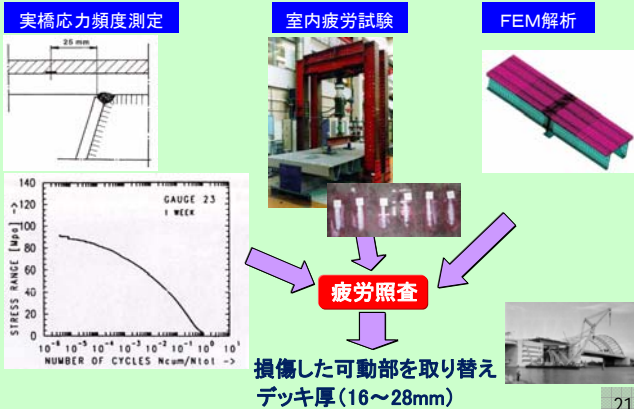 実橋応力頻度測定
室内疲労試験
FEM解析
25 mm
GAUGE 23
1 WEEK
STRESS RANGE [Mpa] ->
140
120
100
80
60
40
20
0
10-6 10-5 10-4 10-3 10-2 10-1 100 101
NUMBER OF CYCLES Ncum/Ntot ->
疲労照査
損傷した可動部を取り替え
デッキ厚(16～28mm)
21